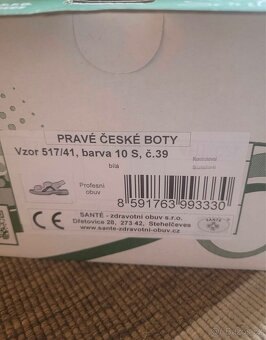 PRAVÉ ČESKÉ BOTY
Vzor 517/41, barva 10 S, č.39
bílá
Profesní
obuv
8 591763 993330
CE
SANTÉ - zdravotní obuv s.r.o.
Dřetovice 28, 273 42, Stehelčeves
www.sante-zdravotni-obuv.cz
SANTÉ